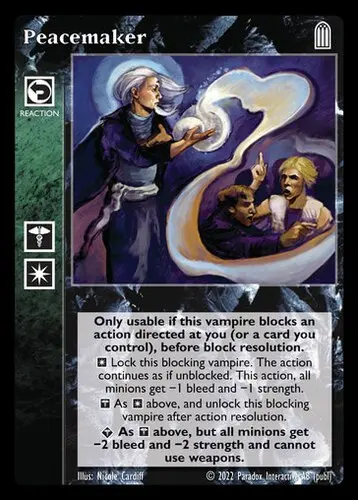 Peacemaker
REACTION
Only usable if this vampire blocks an
action directed at you (or a card you
control), before block resolution.
Lock this blocking vampire. The action
continues as if unblocked. This action, all
minions get −1 bleed and −1 strength.
As above, and unlock this blocking
vampire after action resolution.
As above, but all minions get
−2 bleed and −2 strength and cannot
use weapons.
Illus: Nicole Cardiff © 2022 Paradox Interactive AB (publ)